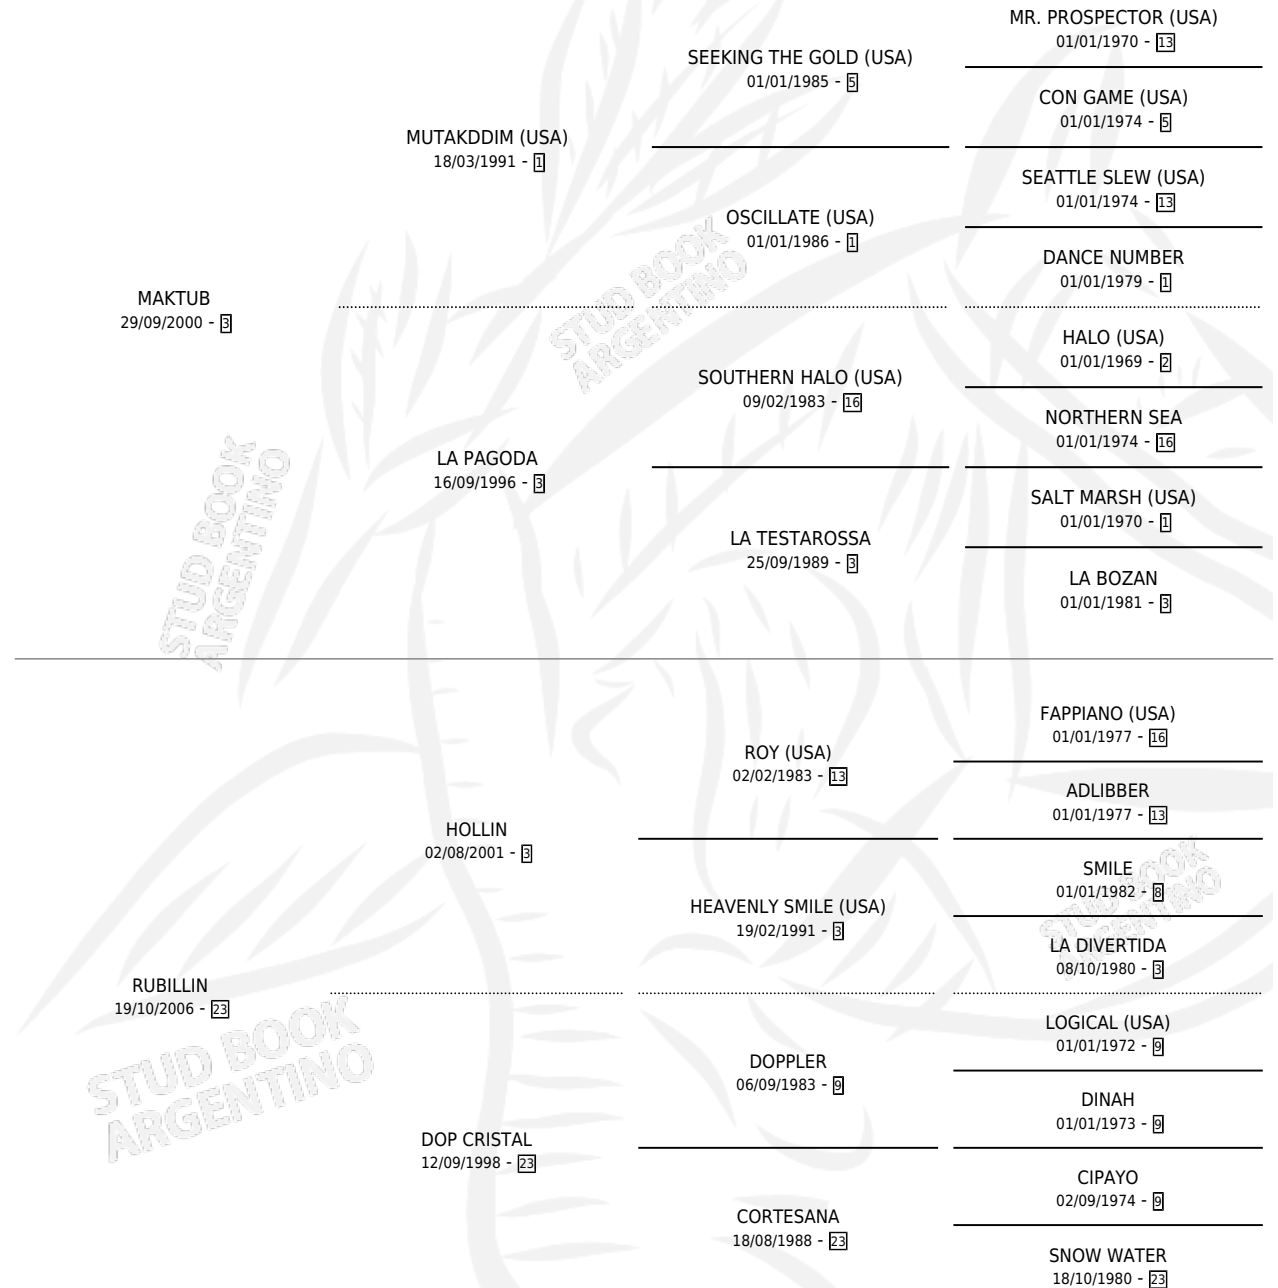 MR. PROSPECTOR (USA)
01/01/1970 - 13
SEEKING THE GOLD (USA)
01/01/1985 - 5
CON GAME (USA)
01/01/1974 - 5
MUTAKDDIM (USA)
18/03/1991 - 1
SEATTLE SLEW (USA)
01/01/1974 - 13
OSCILLATE (USA)
01/01/1986 - 1
DANCE NUMBER
01/01/1979 - 1
MAKTUB
29/09/2000 - 3
HALO (USA)
01/01/1969 - 2
SOUTHERN HALO (USA)
09/02/1983 - 16
NORTHERN SEA
01/01/1974 - 16
LA PAGODA
16/09/1996 - 3
SALT MARSH (USA)
01/01/1970 - 1
LA TESTAROSSA
25/09/1989 - 3
LA BOZAN
01/01/1981 - 3
FAPPIANO (USA)
01/01/1977 - 16
ROY (USA)
02/02/1983 - 13
ADLIBBER
01/01/1977 - 13
HOLLIN
02/08/2001 - 3
SMILE
01/01/1982 - 8
HEAVENLY SMILE (USA)
19/02/1991 - 3
LA DIVERTIDA
08/10/1980 - 3
RUBILLIN
19/10/2006 - 23
LOGICAL (USA)
01/01/1972 - 9
DOPPLER
06/09/1983 - 9
DINAH
01/01/1973 - 9
DOP CRISTAL
12/09/1998 - 23
CIPAYO
02/09/1974 - 9
CORTESANA
18/08/1988 - 23
SNOW WATER
18/10/1980 - 23
STUD BOOK
ARGENTINO
STUD BOOK
ARGENTINO
STUD BOOK
ARGENTINO
STUD BOOK
ARGENTINO